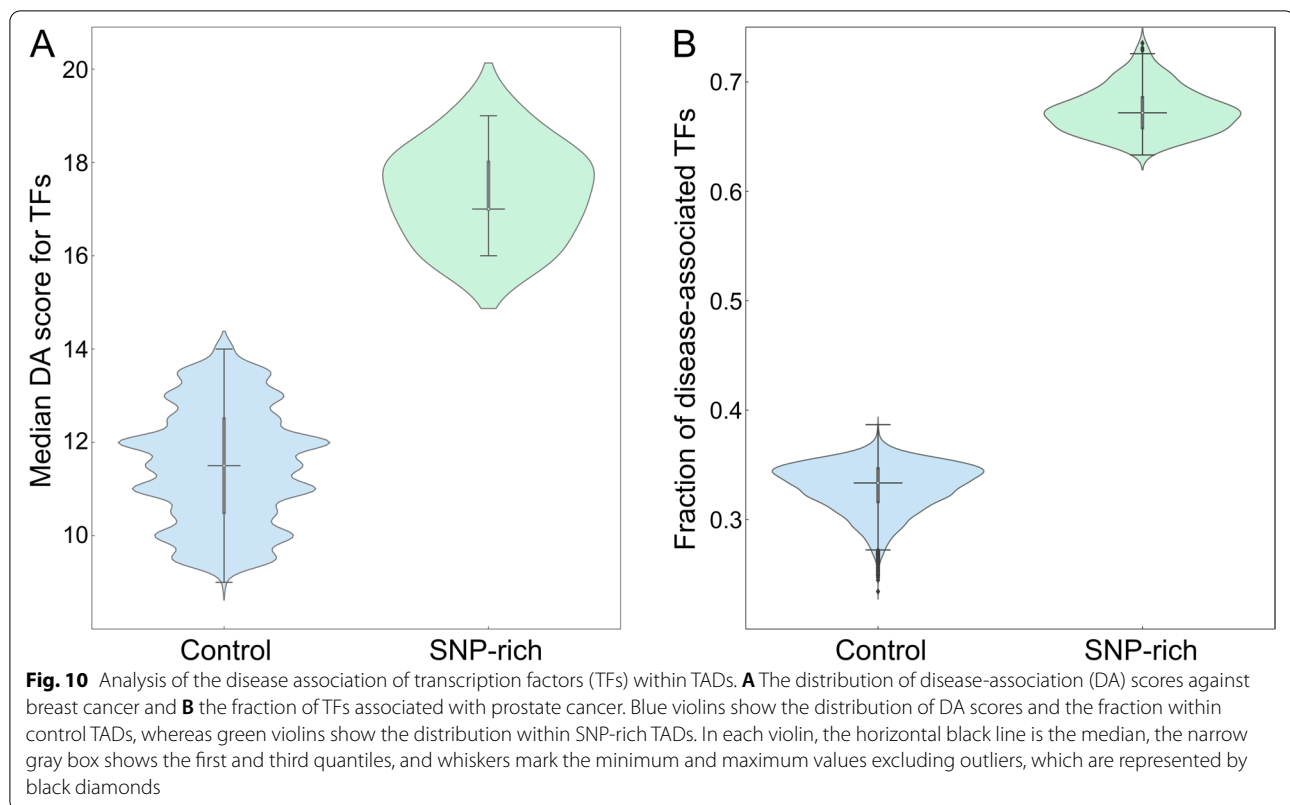 A
Median DA score for TFs
20
18
16
14
12
10
Control
SNP-rich
B
Fraction of disease-associated TFs
0.7
0.6
0.5
0.4
0.3
Control
SNP-rich
Fig. 10 Analysis of the disease association of transcription factors (TFs) within TADs. A The distribution of disease-association (DA) scores against
breast cancer and B the fraction of TFs associated with prostate cancer. Blue violins show the distribution of DA scores and the fraction within
control TADs, whereas green violins show the distribution within SNP-rich TADs. In each violin, the horizontal black line is the median, the narrow
gray box shows the first and third quantiles, and whiskers mark the minimum and maximum values excluding outliers, which are represented by
black diamonds